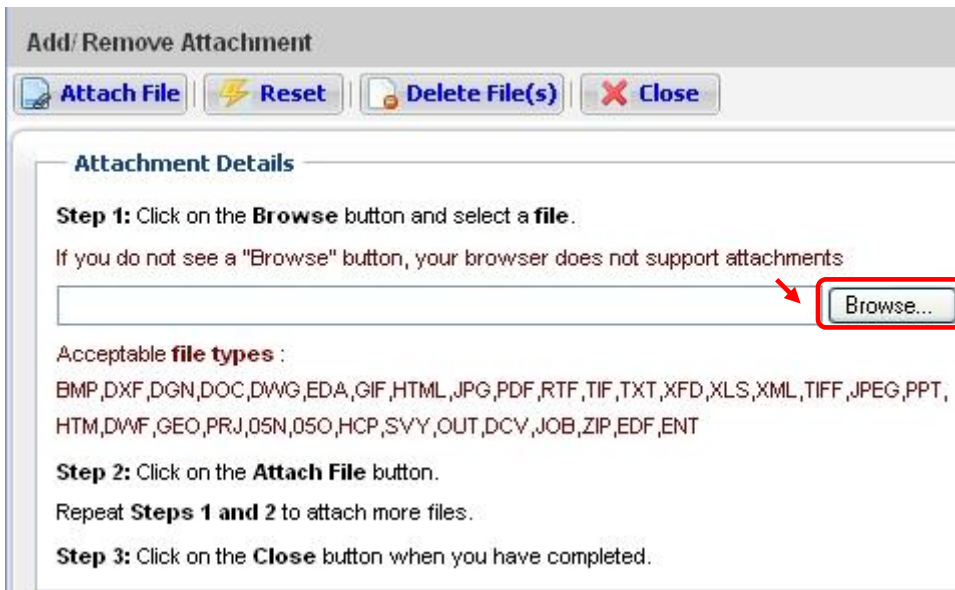 Add/ Remove Attachment
Attach File Reset Delete File(s) Close
Attachment Details
Step 1: Click on the Browse button and select a file.
If you do not see a "Browse" button, your browser does not support attachments
Browse...
Acceptable file types :
BMP,DXF,DGN,DOC,DWG,EDA,GIF,HTML,JPG,PDF,RTF,TIF,TXT,XFD,XLS,XML,TIFF,JPEG,PPT,
HTM,DWF,GEO,PRJ,05N,05O,HCP,SVY,OUT,DCV,JOB,ZIP,EDF,ENT
Step 2: Click on the Attach File button.
Repeat Steps 1 and 2 to attach more files.
Step 3: Click on the Close button when you have completed.